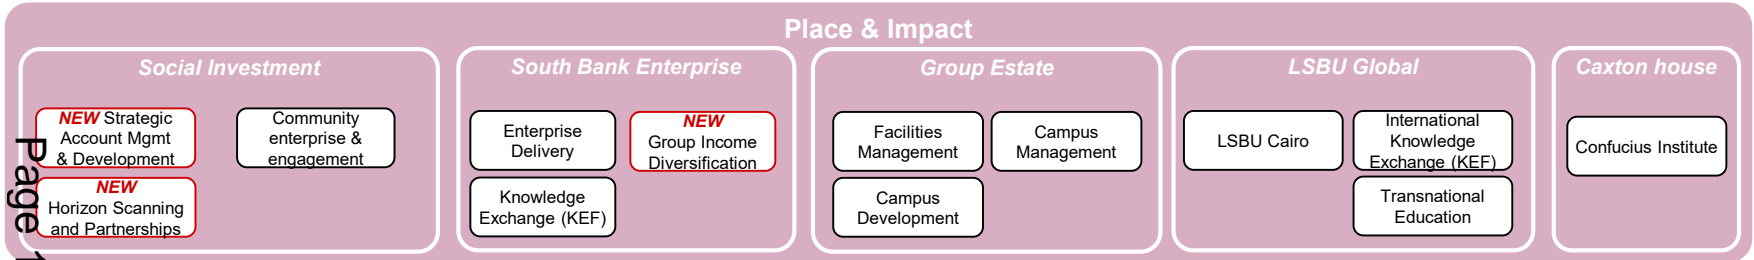 Place & Impact
Social Investment
NEW Strategic
Account Mgmt
& Development
Community
enterprise &
engagement
NEW
Horizon Scanning
and Partnerships
South Bank Enterprise
Enterprise
Delivery
NEW
Group Income
Diversification
Knowledge
Exchange (KEF)
Group Estate
Facilities
Management
Campus
Management
Campus
Development
LSBU Global
LSBU Cairo
International
Knowledge
Exchange (KEF)
Transnational
Education
Caxton house
Confucius Institute
Page